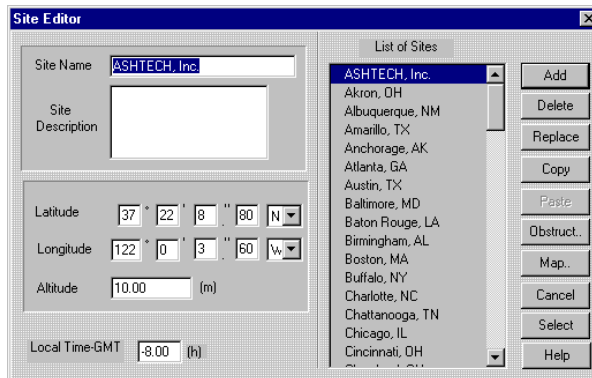 Site Editor
Site Name
ASHTECH, Inc.
Site
Description
Latitude 37 ° 22 ' 8 . " 80 N
Longitude 122 ° 0 ' 3 . " 60 W
Altitude 10.00 (m)
Local Time-GMT -8.00 (h)
List of Sites
ASHTECH, Inc.
Akron, OH
Albuquerque, NM
Amarillo, TX
Anchorage, AK
Atlanta, GA
Austin, TX
Baltimore, MD
Baton Rouge, LA
Birmingham, AL
Boston, MA
Buffalo, NY
Charlotte, NC
Chattanooga, TN
Chicago, IL
Cincinnati, OH
Add
Delete
Replace
Copy
Paste
Obstruct..
Map..
Cancel
Select
Help